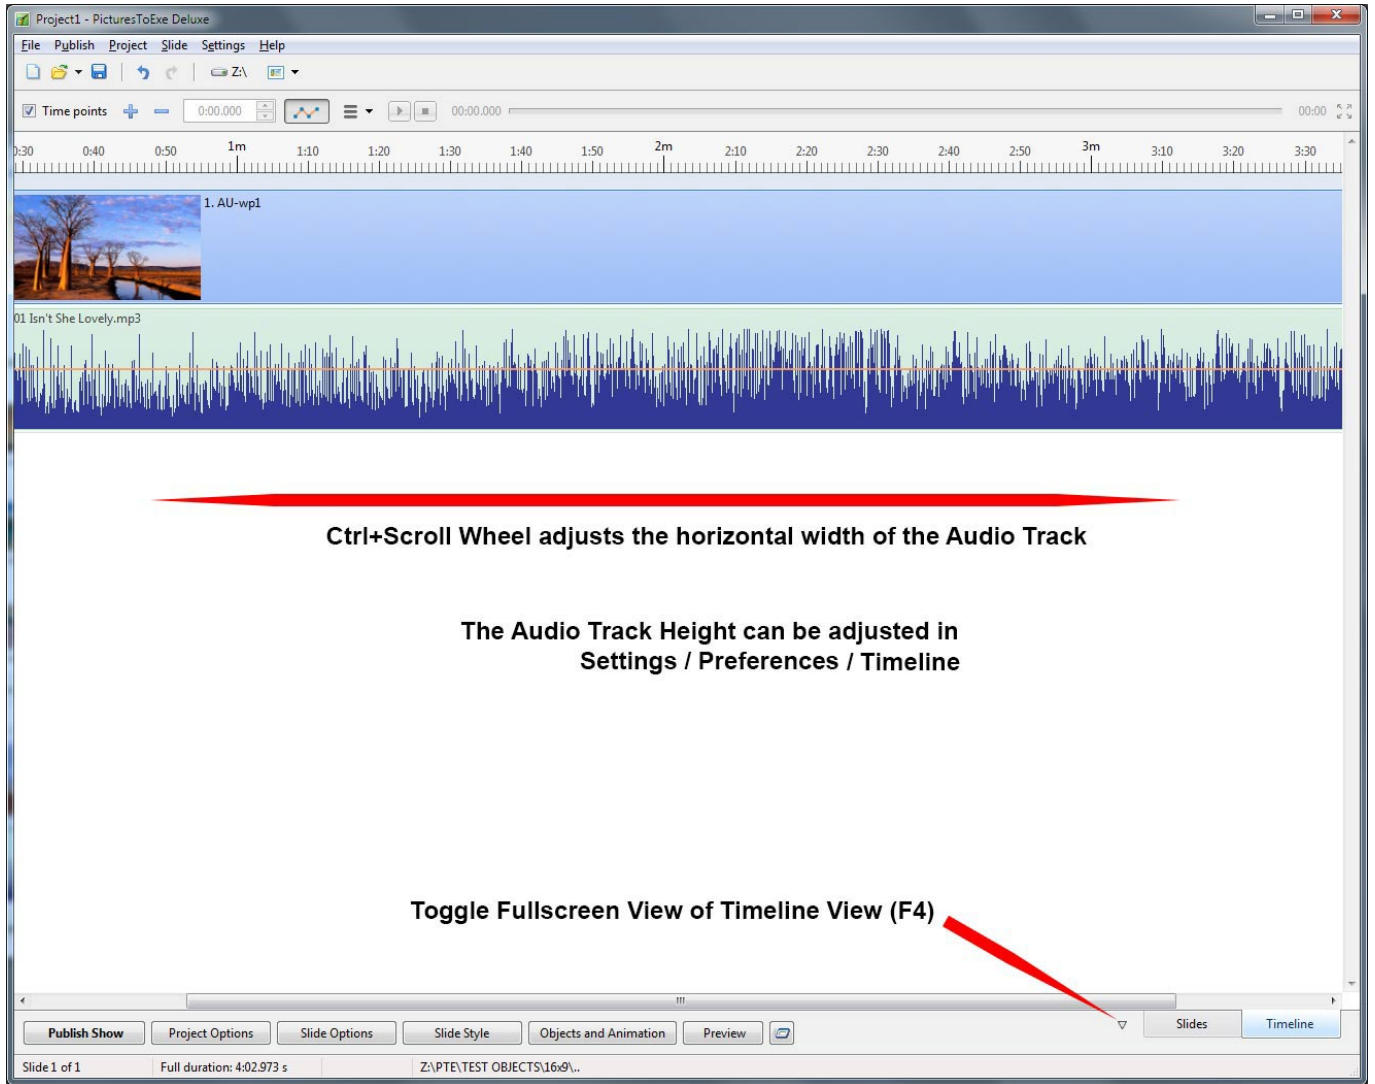 Project1 - PicturesToExe Deluxe
File Publish Project Slide Settings Help
Z:\
Time points 0:00.000 00:00.000 00:00
0:30 0:40 0:50 1m 1:10 1:20 1:30 1:40 1:50 2m 2:10 2:20 2:30 2:40 2:50 3m 3:10 3:20 3:30
1. AU-wp1
01 Isn't She Lovely.mp3
Ctrl+Scroll Wheel adjusts the horizontal width of the Audio Track
The Audio Track Height can be adjusted in
Settings / Preferences / Timeline
Toggle Fullscreen View of Timeline View (F4)
Publish Show Project Options Slide Options Slide Style Objects and Animation Preview Slides Timeline
Slide 1 of 1 Full duration: 4:02.973 s Z:\PTE\TEST OBJECTS\16x9\..